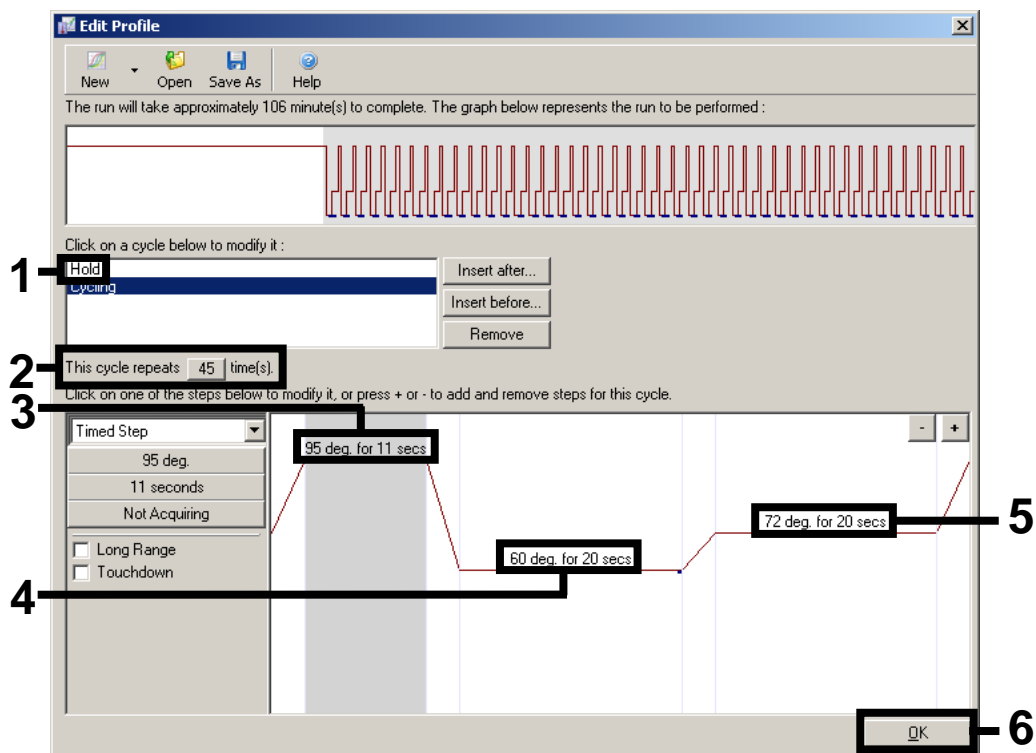 Edit Profile
New Open Save As Help
The run will take approximately 106 minute(s) to complete. The graph below represents the run to be performed :
Click on a cycle below to modify it :
1 Hold Insert after...
Cycling Insert before...
Remove
2 This cycle repeats 45 time(s).
Click on one of the steps below to modify it, or press + or - to add and remove steps for this cycle.
3
Timed Step - +
95 deg. for 11 secs
95 deg.
11 seconds
Not Acquiring
72 deg. for 20 secs 5
Long Range
60 deg. for 20 secs
Touchdown
4
OK 6